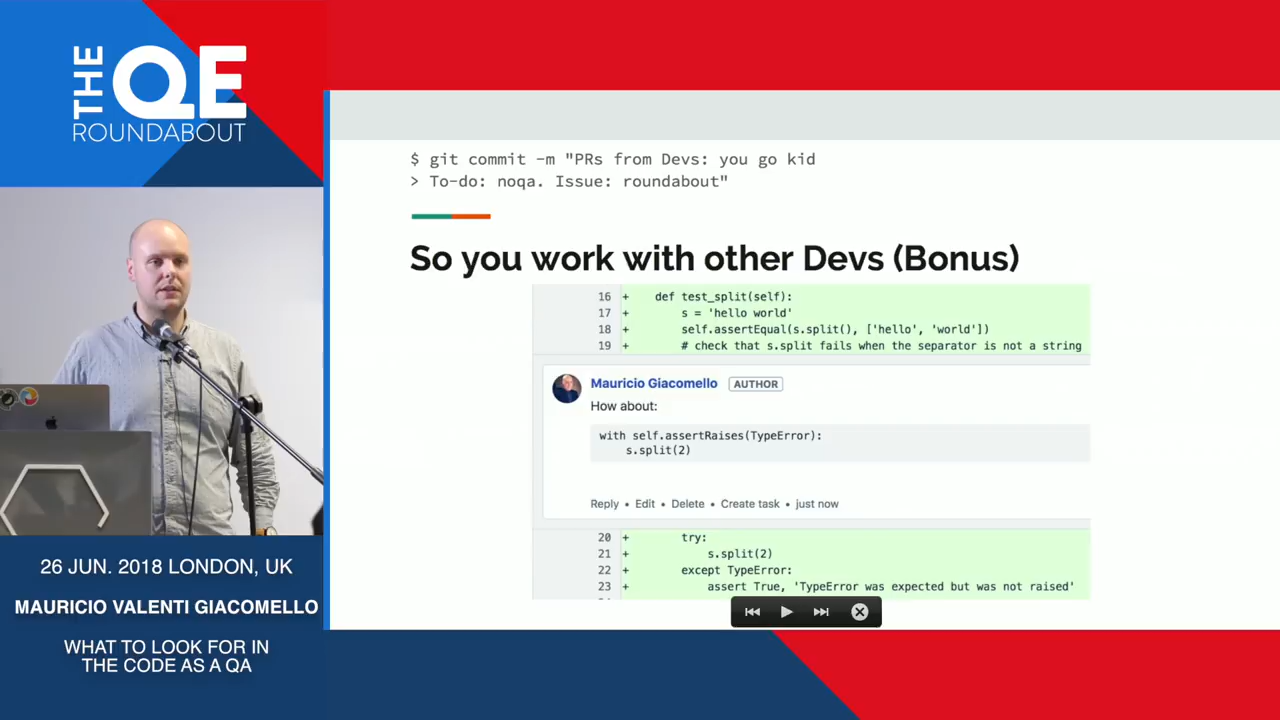 THE
QE
ROUNDABOUT
$ git commit -m "PRs from Devs: you go kid
> To-do: noqa. Issue: roundabout"
So you work with other Devs (Bonus)
16 + def test_split(self):
17 + s = 'hello world'
18 + self.assertEqual(s.split(), ['hello', 'world'])
19 + # check that s.split fails when the separator is not a string
Mauricio Giacomello AUTHOR
How about:
with self.assertRaises(TypeError):
s.split(2)
Reply • Edit • Delete • Create task • just now
20 + try:
21 + s.split(2)
22 + except TypeError:
23 + assert True, 'TypeError was expected but was not raised'
26 JUN. 2018 LONDON, UK
MAURICIO VALENTI GIACOMELLO
WHAT TO LOOK FOR IN
THE CODE AS A QA